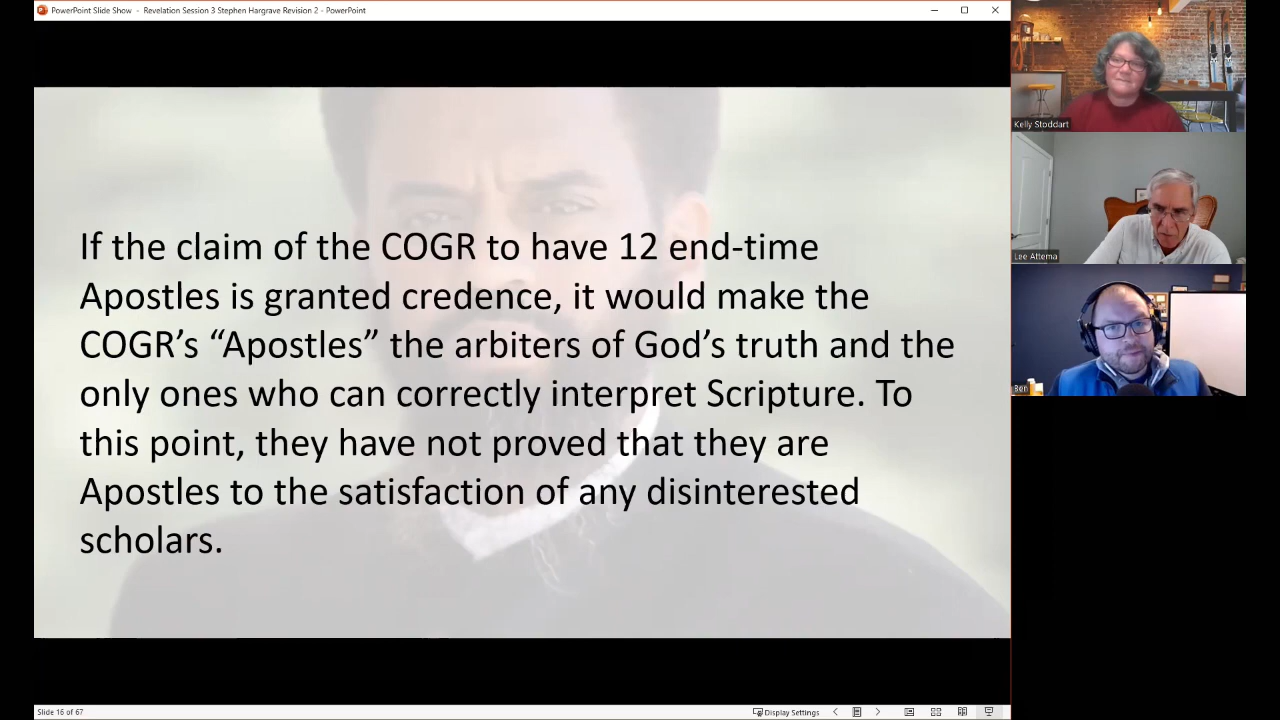 PowerPoint Slide Show - Revelation Session 3 Stephen Hargrave Revision 2 - PowerPoint
If the claim of the COGR to have 12 end-time
Apostles is granted credence, it would make the
COGR’s “Apostles” the arbiters of God’s truth and the
only ones who can correctly interpret Scripture. To
this point, they have not proved that they are
Apostles to the satisfaction of any disinterested
scholars.
Kelly Stoddart
Lee Attema
Ben
Slide 16 of 67
Display Settings